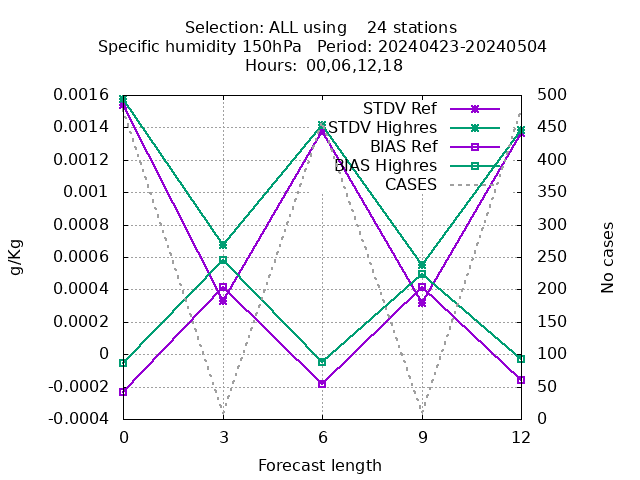 Selection: ALL using    24 stations
Specific humidity 150hPa   Period: 20240423-20240504
Hours:  00,06,12,18
STDV Ref
STDV Highres
BIAS Ref
BIAS Highres
CASES
0.0016
0.0014
0.0012
0.001
0.0008
0.0006
0.0004
0.0002
0
-0.0002
-0.0004
500
450
400
350
300
250
200
150
100
50
0
g/Kg
No cases
0 3 6 9 12
Forecast length